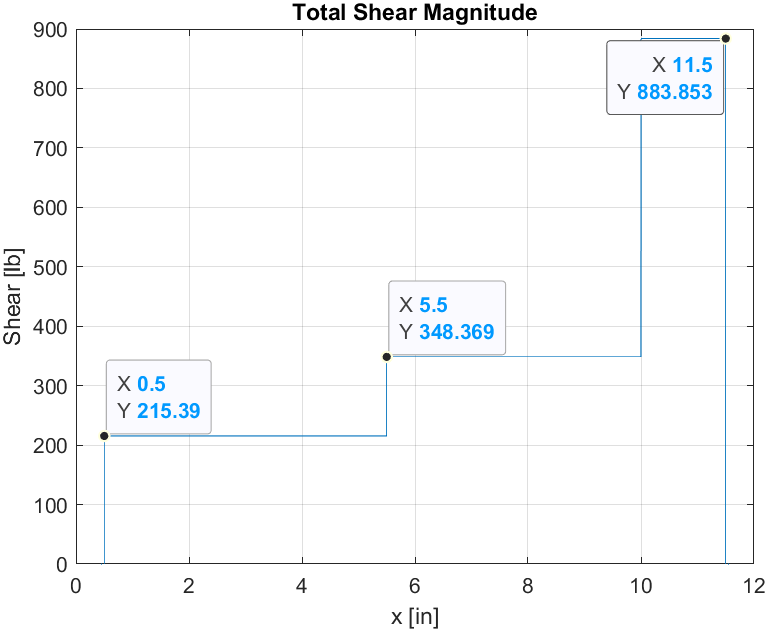 Total Shear Magnitude
900
800
700
600
500
400
300
200
100
0
Shear [lb]
X 11.5
Y 883.853
X 5.5
Y 348.369
X 0.5
Y 215.39
0 2 4 6 8 10 12
x [in]